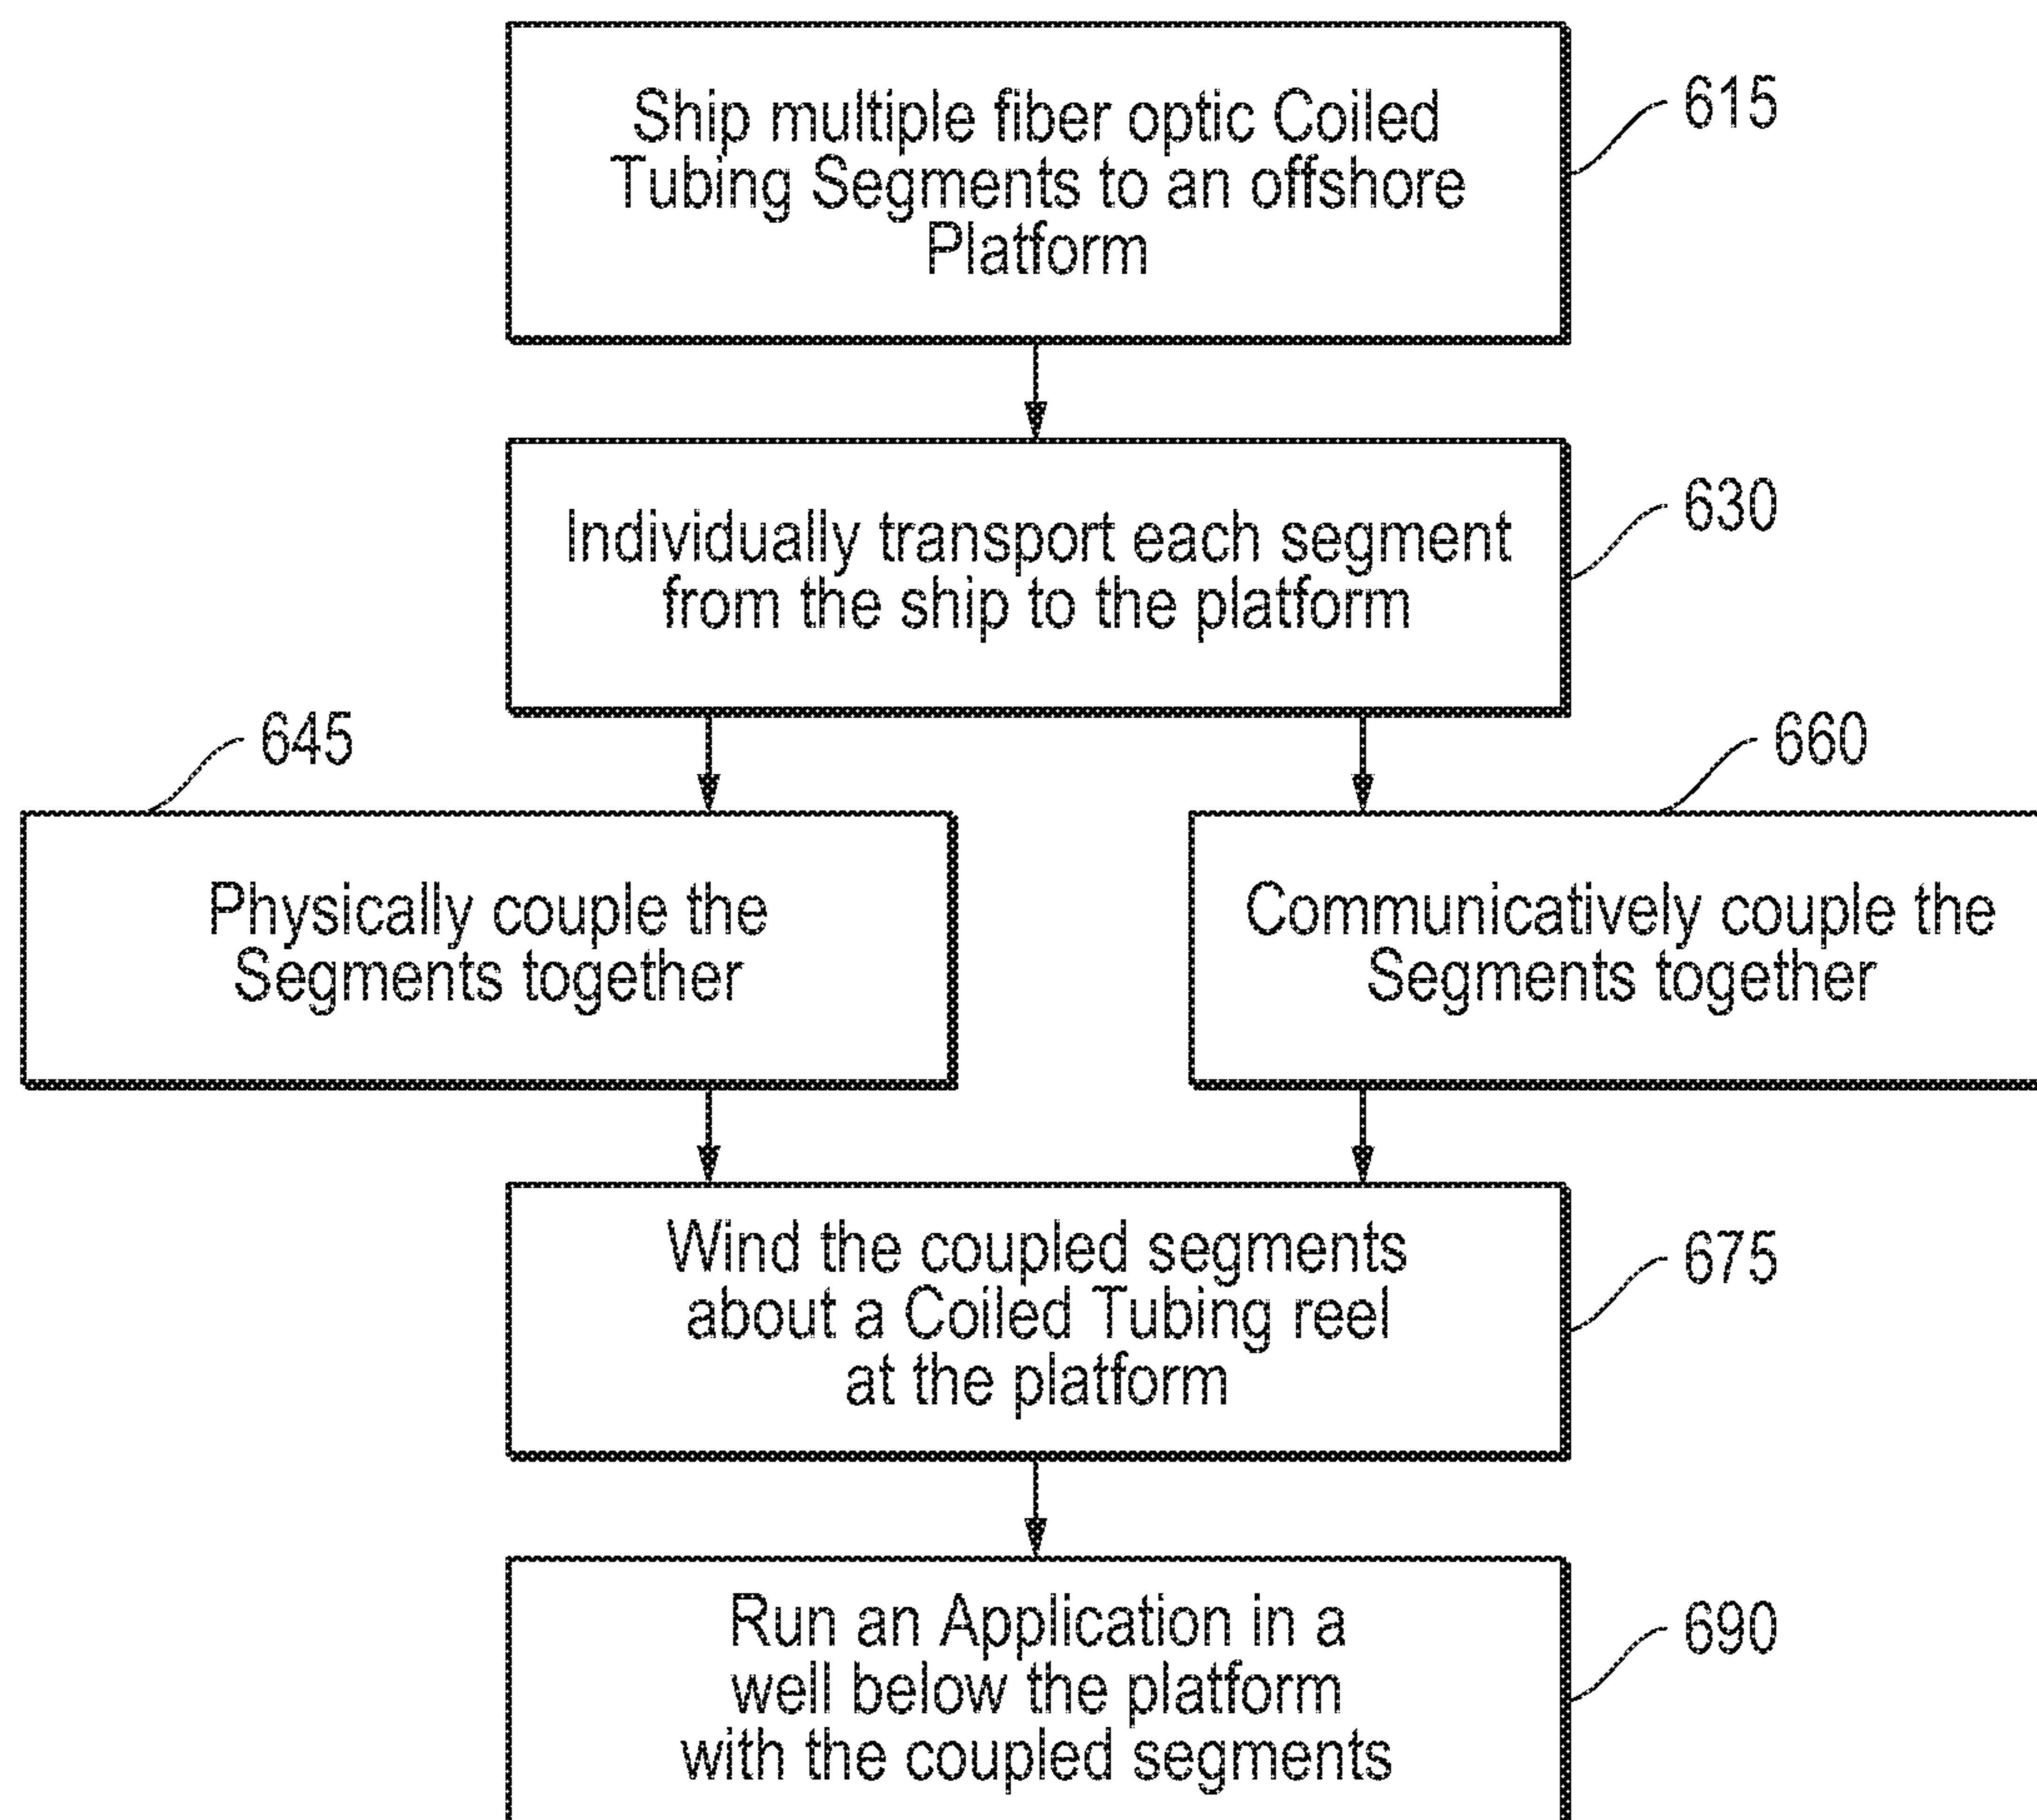 Ship multiple fiber optic Coiled
Tubing Segments to an offshore
Platform
615
Individually transport each segment
from the ship to the platform
630
645
660
Physically couple the
Segments together
Communicatively couple the
Segments together
Wind the coupled segments
about a Coiled Tubing reel
at the platform
675
Run an Application in a
well below the platform
with the coupled segments
690